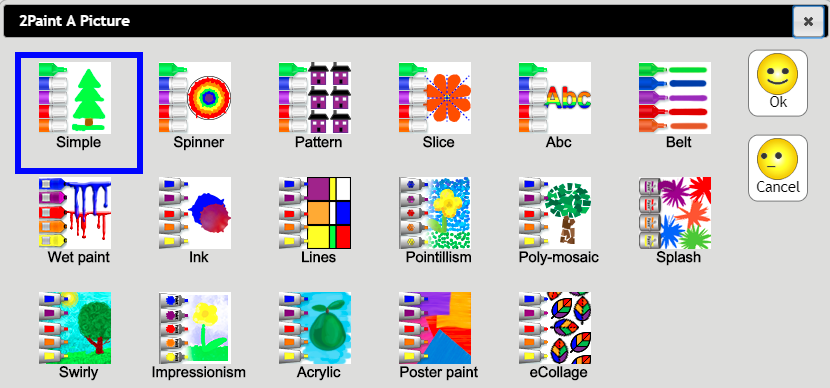 2Paint A Picture
Simple
Spinner
Pattern
Slice
Abc
Abc
Belt
Ok
Cancel
Wet paint
Ink
Lines
Pointillism
Poly-mosaic
Splash
Swirly
Impressionism
Acrylic
Poster paint
eCollage